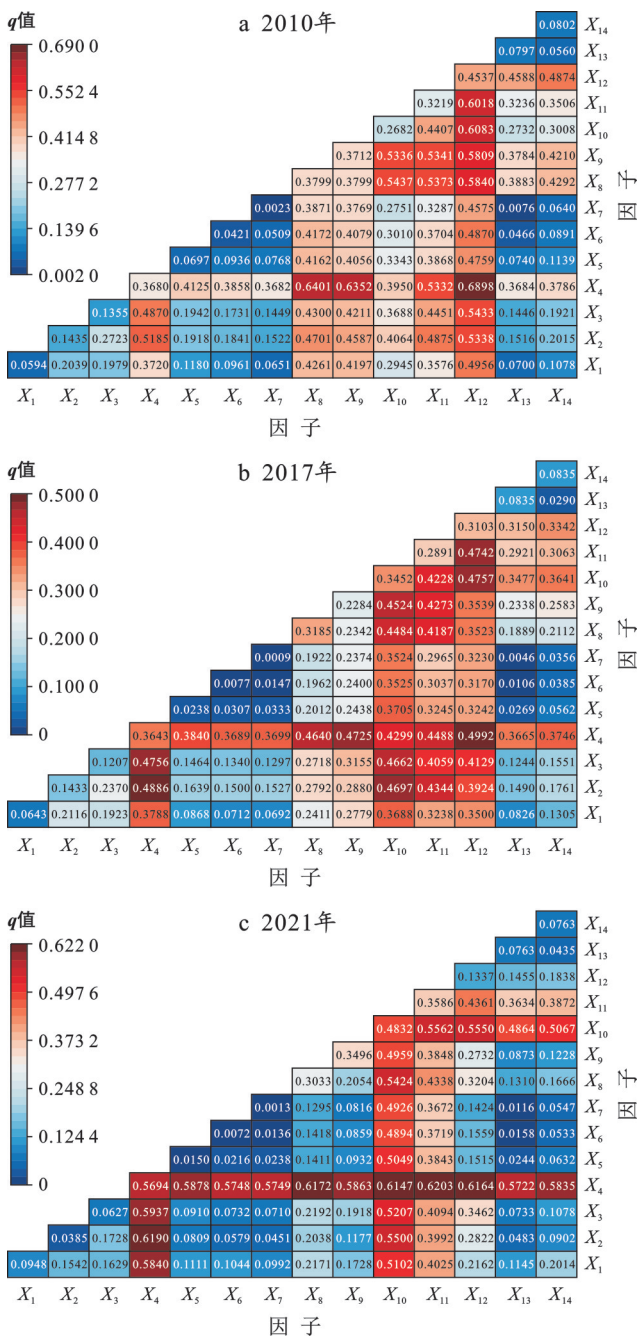 a 2010年
q值
0.690 0
0.552 4
0.414 8
0.277 2
0.139 6
0.002 0
0.0802 X14
0.0797 0.0560 X13
0.4537 0.4588 0.4874 X12
0.3219 0.6018 0.3236 0.3506 X11
0.2682 0.4407 0.6083 0.2732 0.3008 X10
0.3712 0.5336 0.5341 0.5809 0.3784 0.4210 X9
0.3799 0.3799 0.5437 0.5373 0.5840 0.3883 0.4292 X8
0.0023 0.3871 0.3769 0.2751 0.3287 0.4575 0.0076 0.0640 X7
0.0421 0.0509 0.4172 0.4079 0.3010 0.3704 0.4870 0.0466 0.0891 X6
0.0697 0.0936 0.0768 0.4162 0.4056 0.3343 0.3868 0.4759 0.0740 0.1139 X5
0.3680 0.4125 0.3858 0.3682 0.6401 0.6352 0.3950 0.5332 0.6898 0.3684 0.3786 X4
0.1355 0.4870 0.1942 0.1731 0.1449 0.4300 0.4211 0.3688 0.4451 0.5433 0.1446 0.1921 X3
0.1435 0.2723 0.5185 0.1918 0.1841 0.1522 0.4701 0.4587 0.4064 0.4875 0.5338 0.1516 0.2015 X2
0.0594 0.2039 0.1979 0.3720 0.1180 0.0961 0.0651 0.4261 0.4197 0.2945 0.3576 0.4956 0.0700 0.1078 X1
X1 X2 X3 X4 X5 X6 X7 X8 X9 X10 X11 X12 X13 X14
因 子
因 子
b 2017年
q值
0.500 0
0.400 0
0.300 0
0.200 0
0.100 0
0
0.0835 X14
0.0835 0.0290 X13
0.3103 0.3150 0.3342 X12
0.2891 0.4742 0.2921 0.3063 X11
0.3452 0.4228 0.4757 0.3477 0.3641 X10
0.2284 0.4524 0.4273 0.3539 0.2338 0.2583 X9
0.3185 0.2342 0.4484 0.4187 0.3523 0.1889 0.2112 X8
0.0009 0.1922 0.2374 0.3524 0.2965 0.3230 0.0046 0.0356 X7
0.0077 0.0147 0.1962 0.2400 0.3525 0.3037 0.3170 0.0106 0.0385 X6
0.0238 0.0307 0.0333 0.2012 0.2438 0.3705 0.3245 0.3242 0.0269 0.0562 X5
0.3643 0.3840 0.3689 0.3699 0.4640 0.4725 0.4299 0.4488 0.4992 0.3665 0.3746 X4
0.1207 0.4756 0.1464 0.1340 0.1297 0.2718 0.3155 0.4662 0.4059 0.4129 0.1244 0.1551 X3
0.1433 0.2370 0.4886 0.1639 0.1500 0.1527 0.2792 0.2880 0.4697 0.4344 0.3924 0.1490 0.1761 X2
0.0643 0.2116 0.1923 0.3788 0.0868 0.0712 0.0692 0.2411 0.2779 0.3688 0.3238 0.3500 0.0826 0.1305 X1
X1 X2 X3 X4 X5 X6 X7 X8 X9 X10 X11 X12 X13 X14
因 子
因 子
c 2021年
q值
0.622 0
0.497 6
0.373 2
0.248 8
0.124 4
0
0.0763 X14
0.0763 0.0435 X13
0.1337 0.1455 0.1838 X12
0.3586 0.4361 0.3634 0.3872 X11
0.4832 0.5562 0.5550 0.4864 0.5067 X10
0.3496 0.4959 0.3848 0.2732 0.0873 0.1228 X9
0.3033 0.2054 0.5424 0.4338 0.3204 0.1310 0.1666 X8
0.0013 0.1295 0.0816 0.4926 0.3672 0.1424 0.0116 0.0547 X7
0.0072 0.0136 0.1418 0.0859 0.4894 0.3719 0.1559 0.0158 0.0533 X6
0.0150 0.0216 0.0238 0.1411 0.0932 0.5049 0.3843 0.1515 0.0244 0.0632 X5
0.5694 0.5878 0.5748 0.5749 0.6172 0.5863 0.6147 0.6203 0.6164 0.5722 0.5835 X4
0.0627 0.5937 0.0910 0.0732 0.0710 0.2192 0.1918 0.5207 0.4094 0.3462 0.0733 0.1078 X3
0.0385 0.1728 0.6190 0.0809 0.0579 0.0451 0.2038 0.1177 0.5500 0.3992 0.2822 0.0483 0.0902 X2
0.0948 0.1542 0.1629 0.5840 0.1111 0.1044 0.0992 0.2171 0.1728 0.5102 0.4025 0.2162 0.1145 0.2014 X1
X1 X2 X3 X4 X5 X6 X7 X8 X9 X10 X11 X12 X13 X14
因 子
因 子